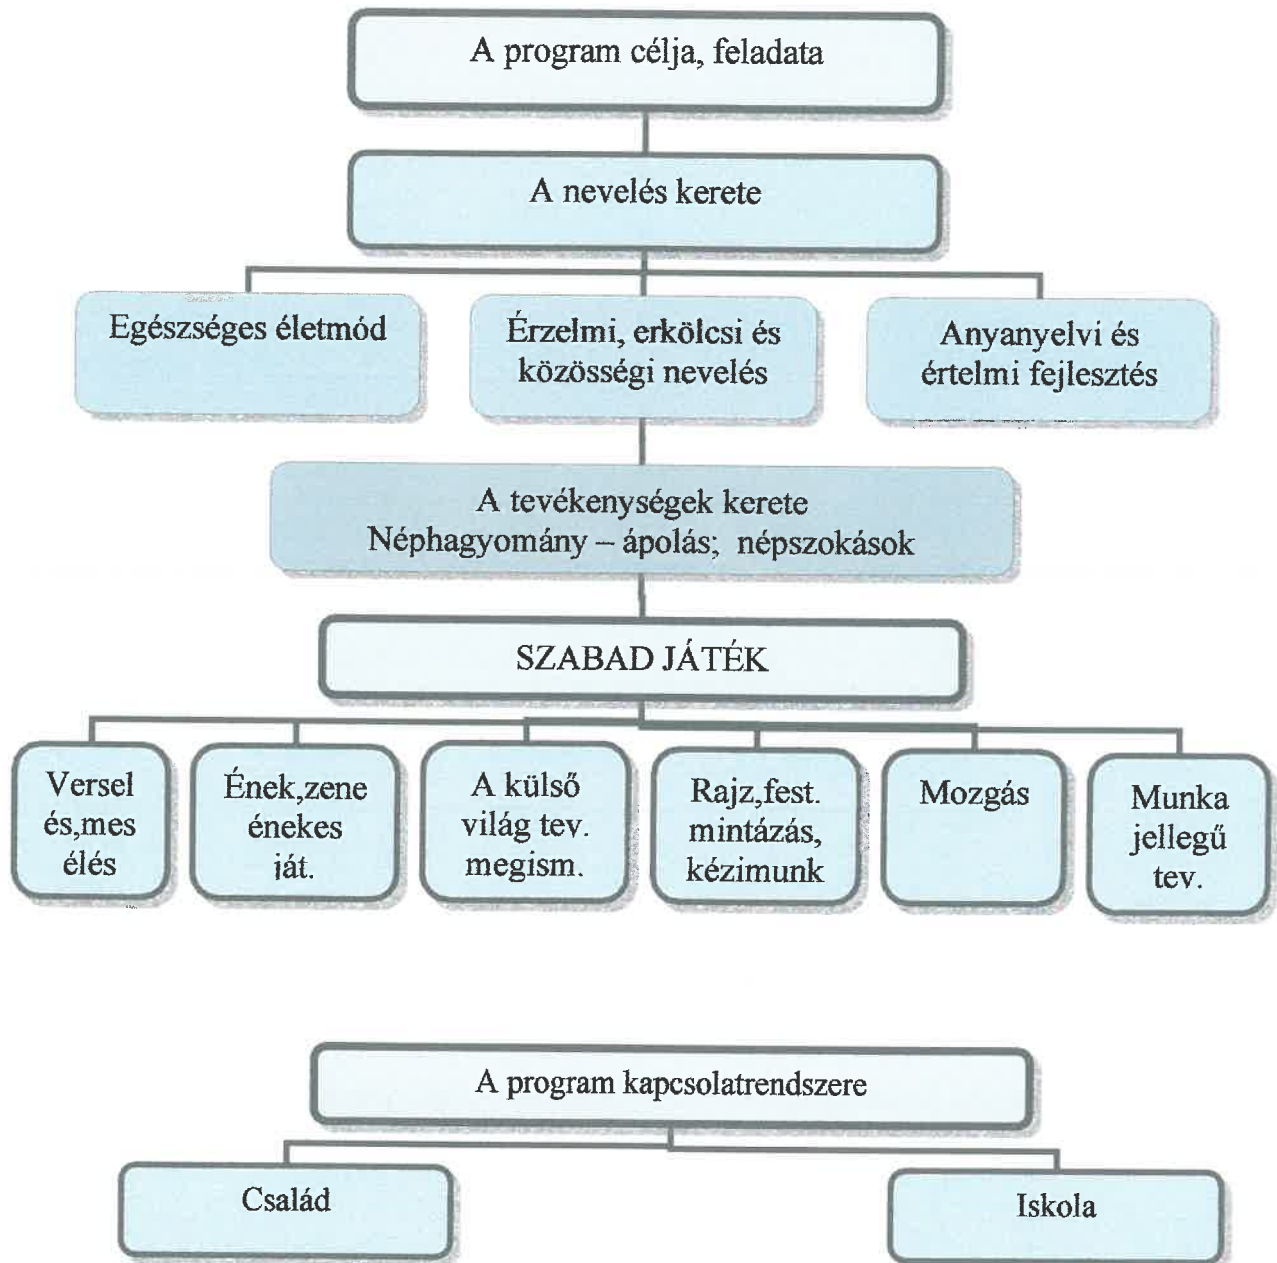 A program célja, feladata
A nevelés kerete
Egészséges életmód
Érzelmi, erkölcsi és
közösségi nevelés
Anyanyelvi és
értelmi fejlesztés
A tevékenységek kerete
Néphagyomány – ápolás; népszokások
SZABAD JÁTÉK
Versel
és,mes
élés
Ének,zene
énekes
ját.
A külső
világ tev.
megism.
Rajz,fest.
mintázás,
kézimunk
Mozgás
Munka
jellegű
tev.
A program kapcsolatrendszere
Család
Iskola